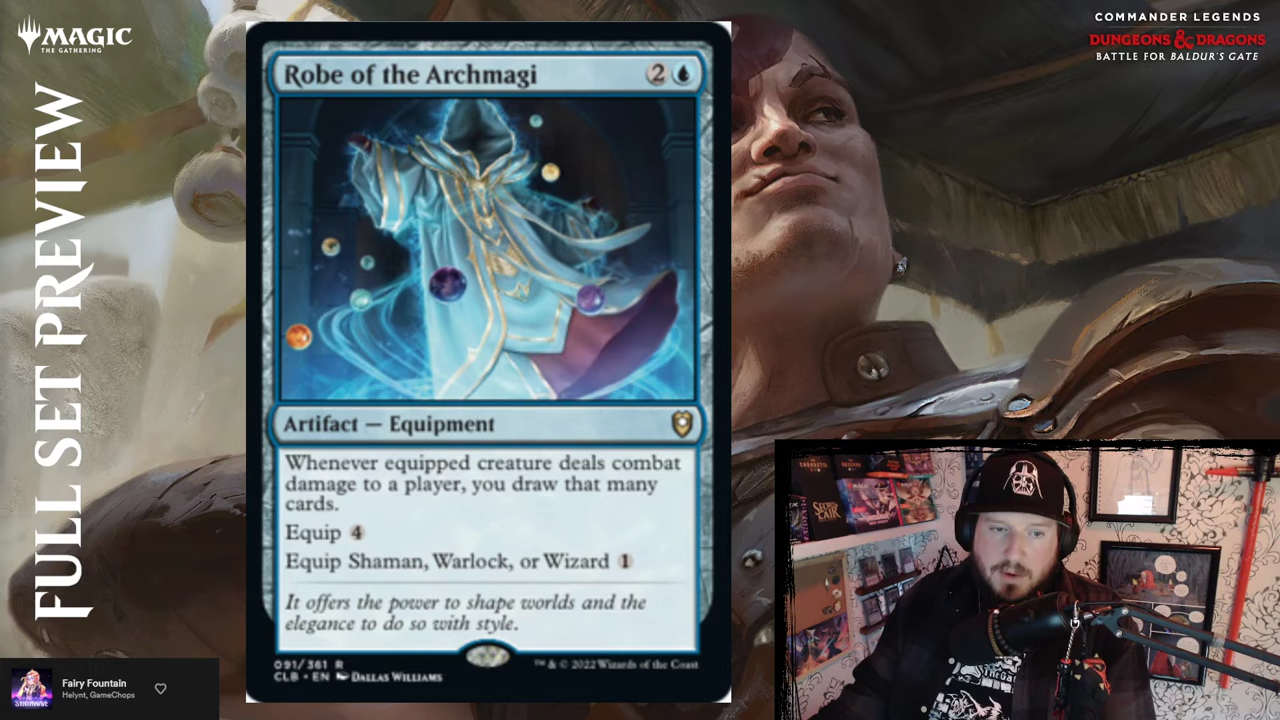 MAGIC
THE GATHERING
FULL SET PREVIEW
COMMANDER LEGENDS
DUNGEONS & DRAGONS
BATTLE FOR BALDUR'S GATE
Robe of the Archmagi 2
Artifact — Equipment
Whenever equipped creature deals combat
damage to a player, you draw that many
cards.
Equip 4
Equip Shaman, Warlock, or Wizard 1
It offers the power to shape worlds and the
elegance to do so with style.
091/361 R
CLB • EN DALLAS WILLIAMS
™ & © 2022 Wizards of the Coast
Fairy Fountain
Helynt, GameChops
SECRET
LAIR